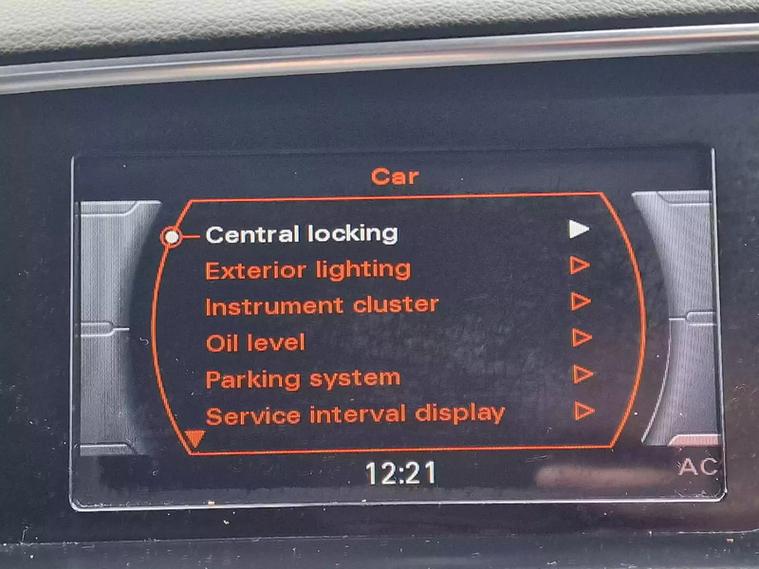 Car
Central locking
Exterior lighting
Instrument cluster
Oil level
Parking system
Service interval display
12:21
AC